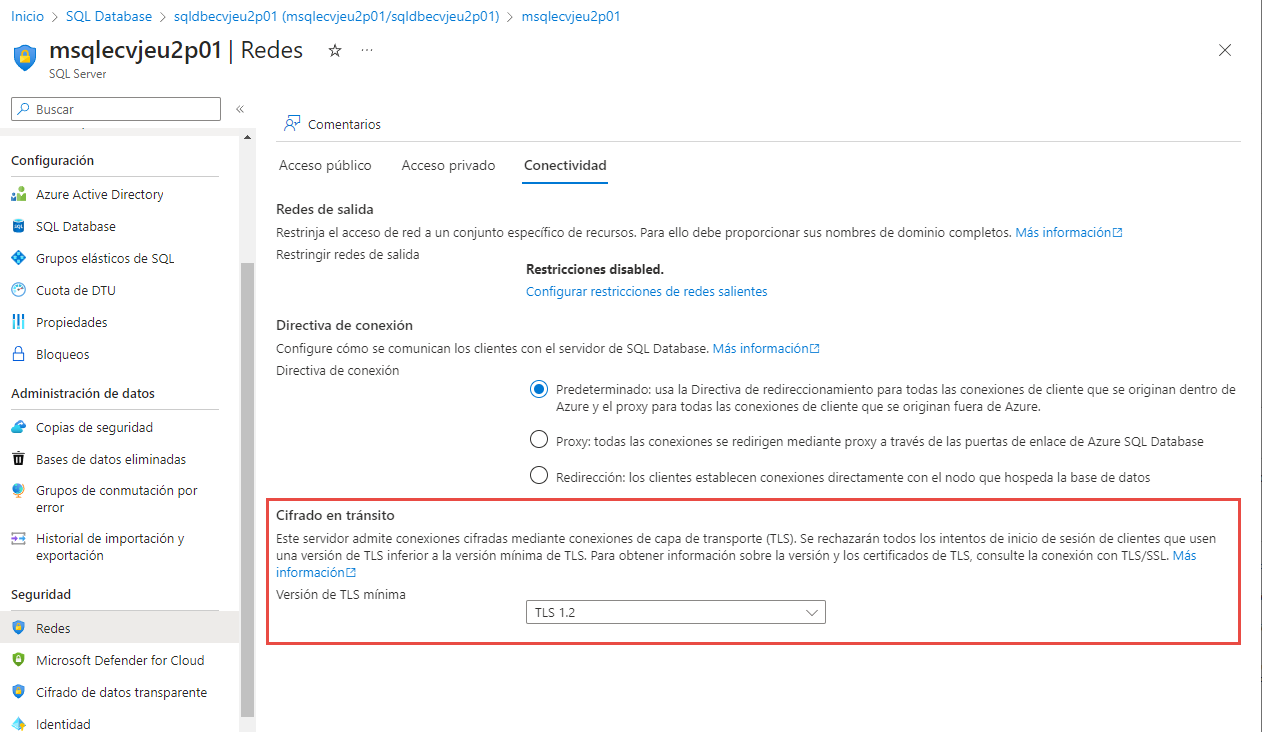 Inicio > SQL Database > sqldbecvjeu2p01 (msqlecvjeu2p01/sqldbecvjeu2p01) > msqlecvjeu2p01
msqlecvjeu2p01 | Redes
SQL Server
Buscar
Configuración
Azure Active Directory
SQL Database
Grupos elásticos de SQL
Cuota de DTU
Propiedades
Bloqueos
Administración de datos
Copias de seguridad
Bases de datos eliminadas
Grupos de conmutación por
error
Historial de importación y
exportación
Seguridad
Redes
Microsoft Defender for Cloud
Cifrado de datos transparente
Identidad
Comentarios
Acceso público Acceso privado Conectividad
Redes de salida
Restrinja el acceso de red a un conjunto específico de recursos. Para ello debe proporcionar sus nombres de dominio completos. Más información
Restringir redes de salida
Restricciones disabled.
Configurar restricciones de redes salientes
Directiva de conexión
Configure cómo se comunican los clientes con el servidor de SQL Database. Más información
Directiva de conexión
Predeterminado: usa la Directiva de redireccionamiento para todas las conexiones de cliente que se originan dentro de
Azure y el proxy para todas las conexiones de cliente que se originan fuera de Azure.
Proxy: todas las conexiones se redirigen mediante proxy a través de las puertas de enlace de Azure SQL Database
Redirección: los clientes establecen conexiones directamente con el nodo que hospeda la base de datos
Cifrado en tránsito
Este servidor admite conexiones cifradas mediante conexiones de capa de transporte (TLS). Se rechazarán todos los intentos de inicio de sesión de clientes que usen
una versión de TLS inferior a la versión mínima de TLS. Para obtener información sobre la versión y los certificados de TLS, consulte la conexión con TLS/SSL. Más
información
Versión de TLS mínima
TLS 1.2